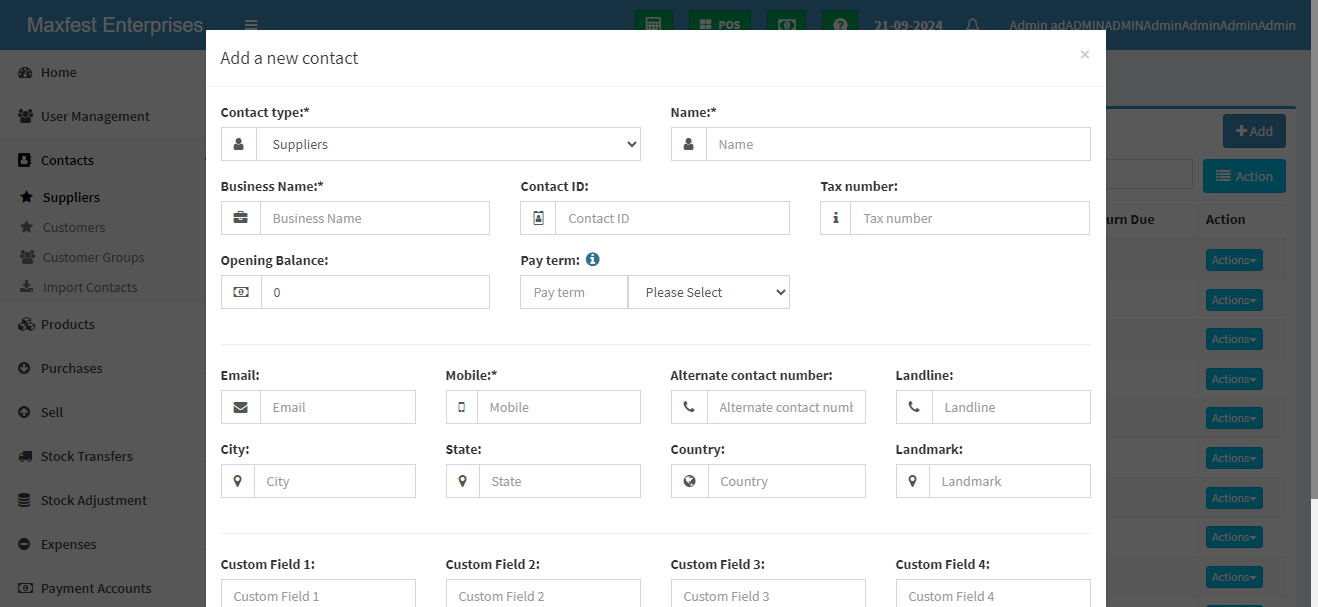 Maxfest Enterprises
POS
21-09-2024
Admin adADMINADMINAdminAdminAdminAdmin
Home
User Management
Contacts
Suppliers
Customers
Customer Groups
Import Contacts
Products
Purchases
Sell
Stock Transfers
Stock Adjustment
Expenses
Payment Accounts
Add a new contact
×
Contact type:* Name:*
Suppliers Name
Business Name:* Contact ID: Tax number:
Business Name Contact ID Tax number
Opening Balance: Pay term:
0 Pay term Please Select
Email: Mobile:* Alternate contact number: Landline:
Email Mobile Alternate contact numb Landline
City: State: Country: Landmark:
City State Country Landmark
Custom Field 1: Custom Field 2: Custom Field 3: Custom Field 4:
Custom Field 1 Custom Field 2 Custom Field 3 Custom Field 4
Add
Action
urn Due Action
Actions
Actions
Actions
Actions
Actions
Actions
Actions
Actions
Actions